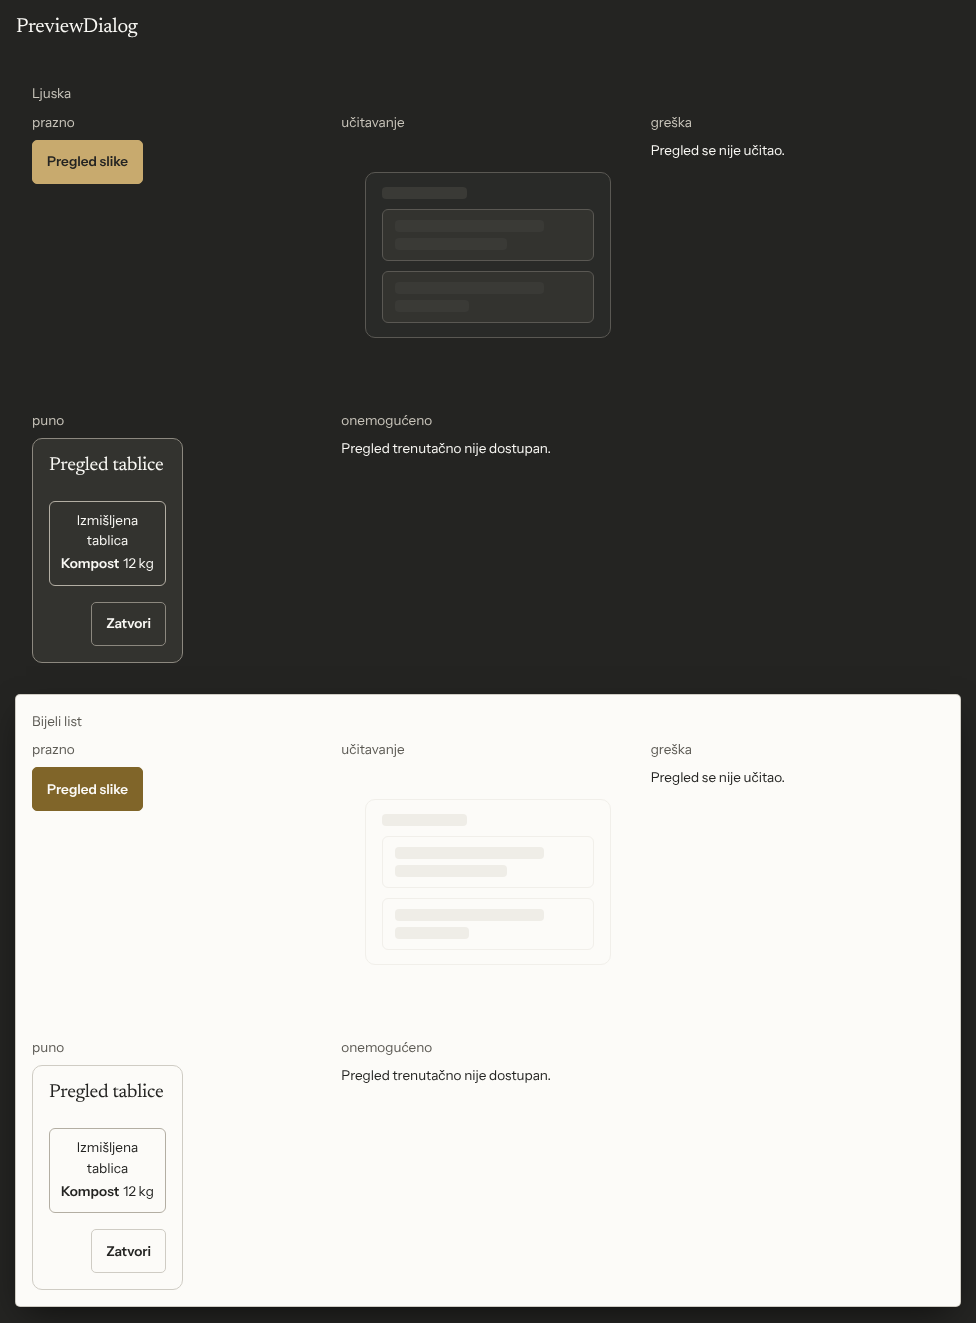 PreviewDialog
Ljuska
prazno
Pregled slike
učitavanje
greška
Pregled se nije učitao.
puno
Pregled tablice
Izmišljena
tablica
Kompost 12 kg
Zatvori
onemogućeno
Pregled trenutačno nije dostupan.
Bijeli list
prazno
Pregled slike
učitavanje
greška
Pregled se nije učitao.
puno
Pregled tablice
Izmišljena
tablica
Kompost 12 kg
Zatvori
onemogućeno
Pregled trenutačno nije dostupan.